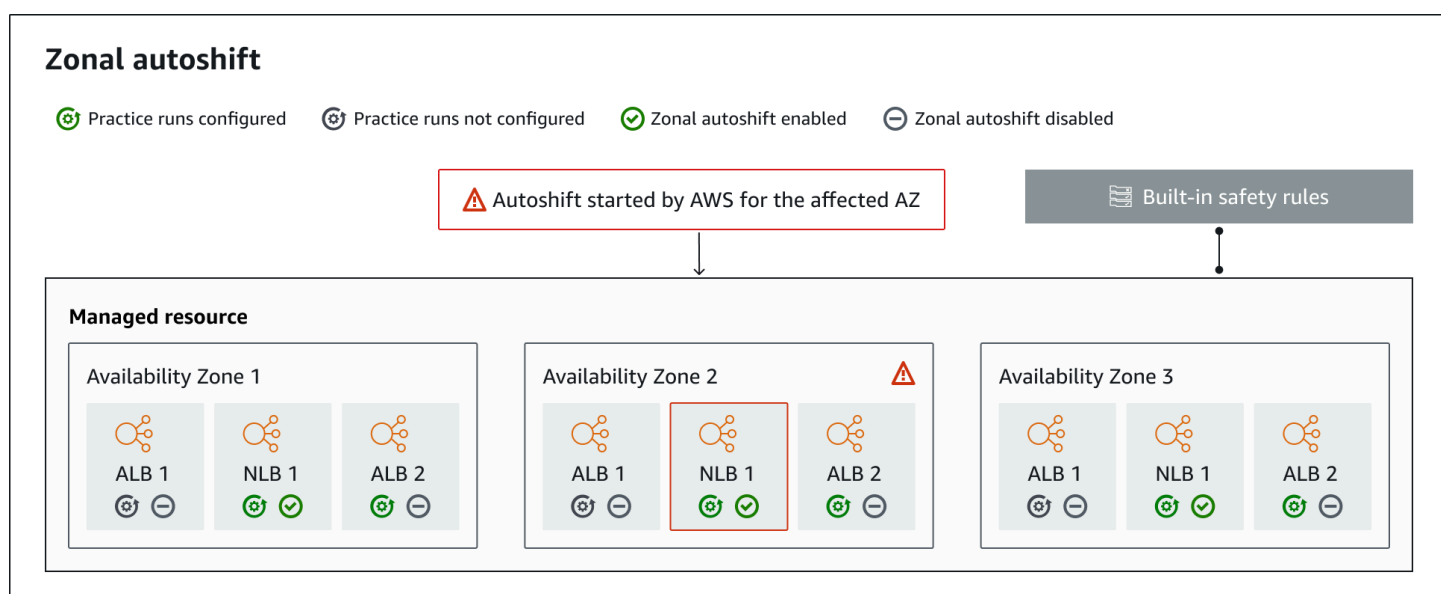 Zonal autoshift
Practice runs configured
Practice runs not configured
Zonal autoshift enabled
Zonal autoshift disabled
Autoshift started by AWS for the affected AZ
Built-in safety rules
Managed resource
Availability Zone 1
ALB 1
NLB 1
ALB 2
Availability Zone 2
ALB 1
NLB 1
ALB 2
Availability Zone 3
ALB 1
NLB 1
ALB 2